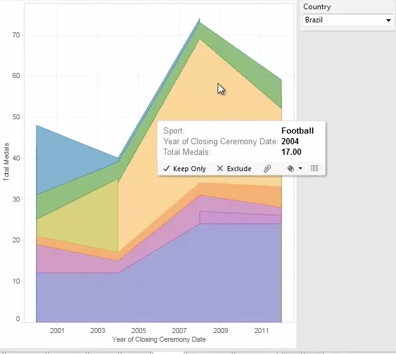 Country
Brazil
70
60
50
40
30
20
10
0
Total Medals
Sport: Football
Year of Closing Ceremony Date: 2004
Total Medals: 17.00
Keep Only Exclude
2001 2003 2005 2007 2009 2011
Year of Closing Ceremony Date